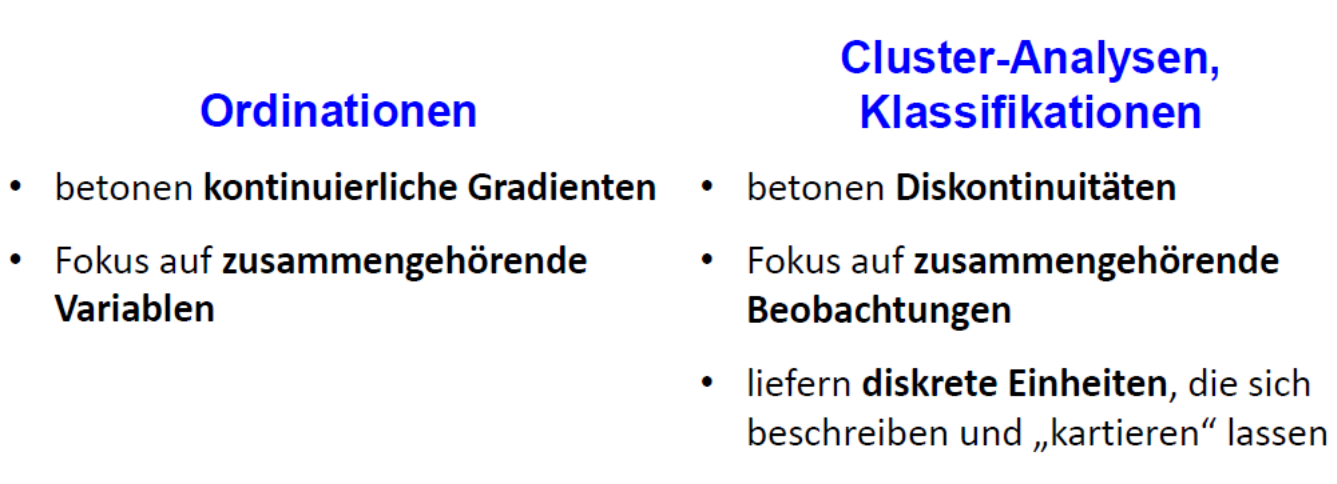 Ordinationen
• betonen kontinuierliche Gradienten
• Fokus auf zusammengehörende
Variablen
Cluster-Analysen,
Klassifikationen
• betonen Diskontinuitäten
• Fokus auf zusammengehörende
Beobachtungen
• liefern diskrete Einheiten, die sich
beschreiben und „kartieren“ lassen